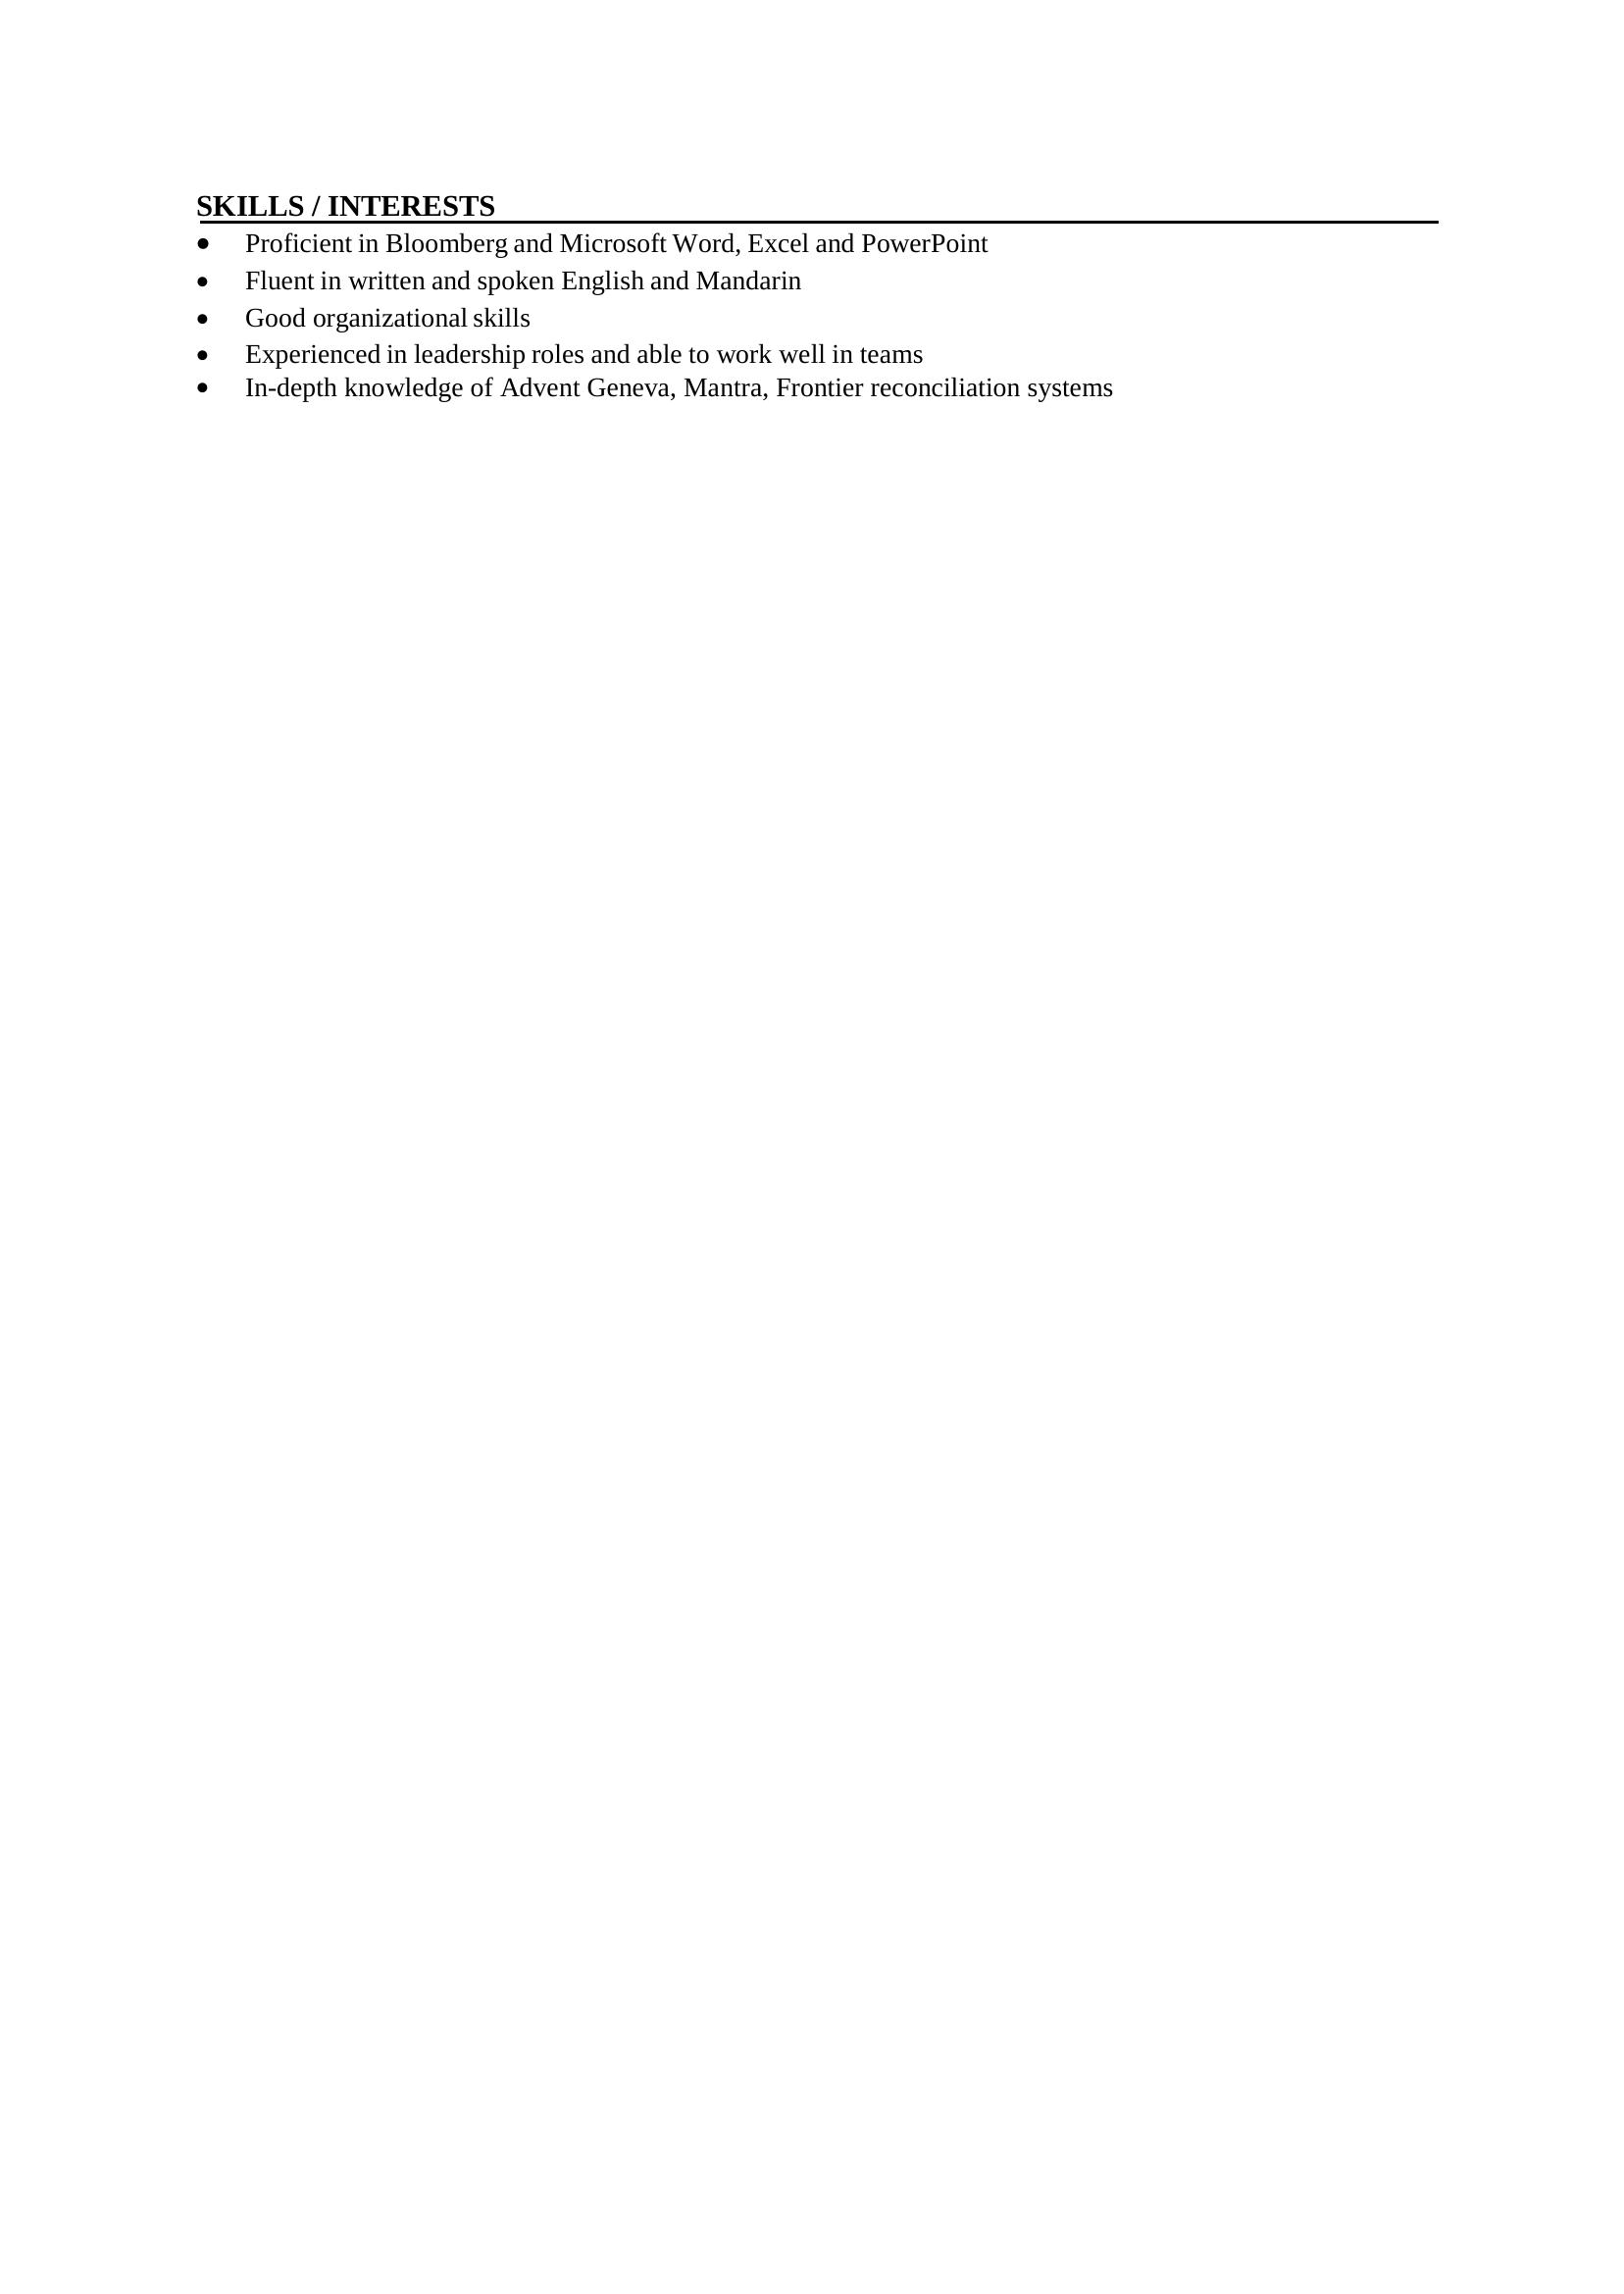 SKILLS / INTERESTS
• Proficient in Bloomberg and Microsoft Word, Excel and PowerPoint
• Fluent in written and spoken English and Mandarin
• Good organizational skills
• Experienced in leadership roles and able to work well in teams
• In-depth knowledge of Advent Geneva, Mantra, Frontier reconciliation systems